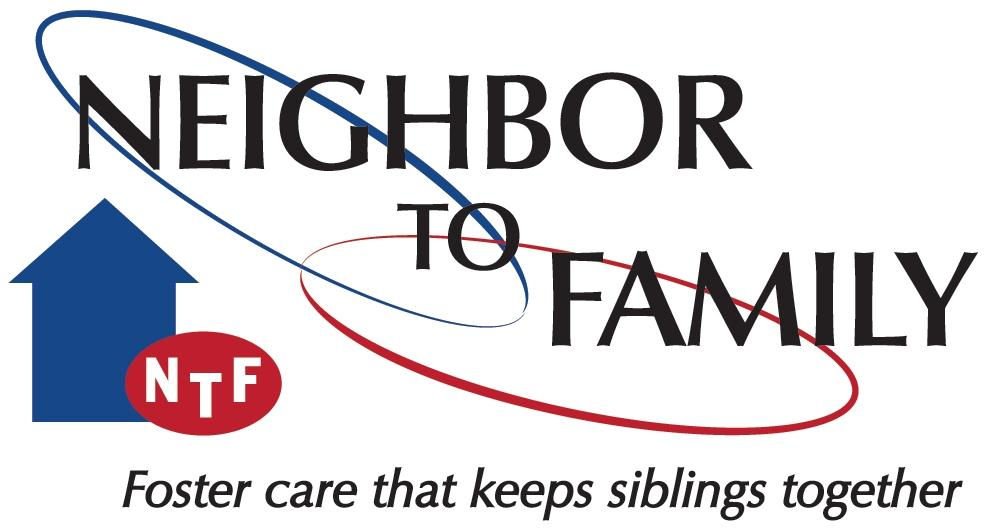 NEIGHBOR
TO
FAMILY
NTF
Foster care that keeps siblings together